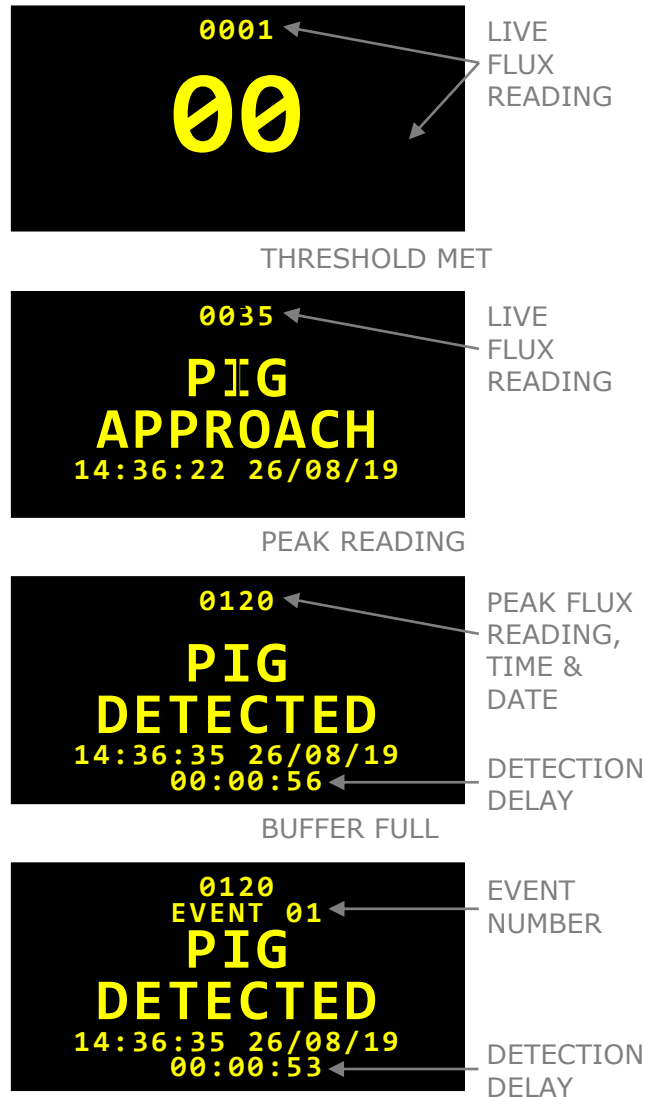 0001
00
LIVE
FLUX
READING
THRESHOLD MET
0035
PIG
APPROACH
14:36:22 26/08/19
LIVE
FLUX
READING
PEAK READING
0120
PIG
DETECTED
14:36:35 26/08/19
00:00:56
PEAK FLUX
READING,
TIME &
DATE
DETECTION
DELAY
BUFFER FULL
0120
EVENT 01
PIG
DETECTED
14:36:35 26/08/19
00:00:53
EVENT
NUMBER
DETECTION
DELAY